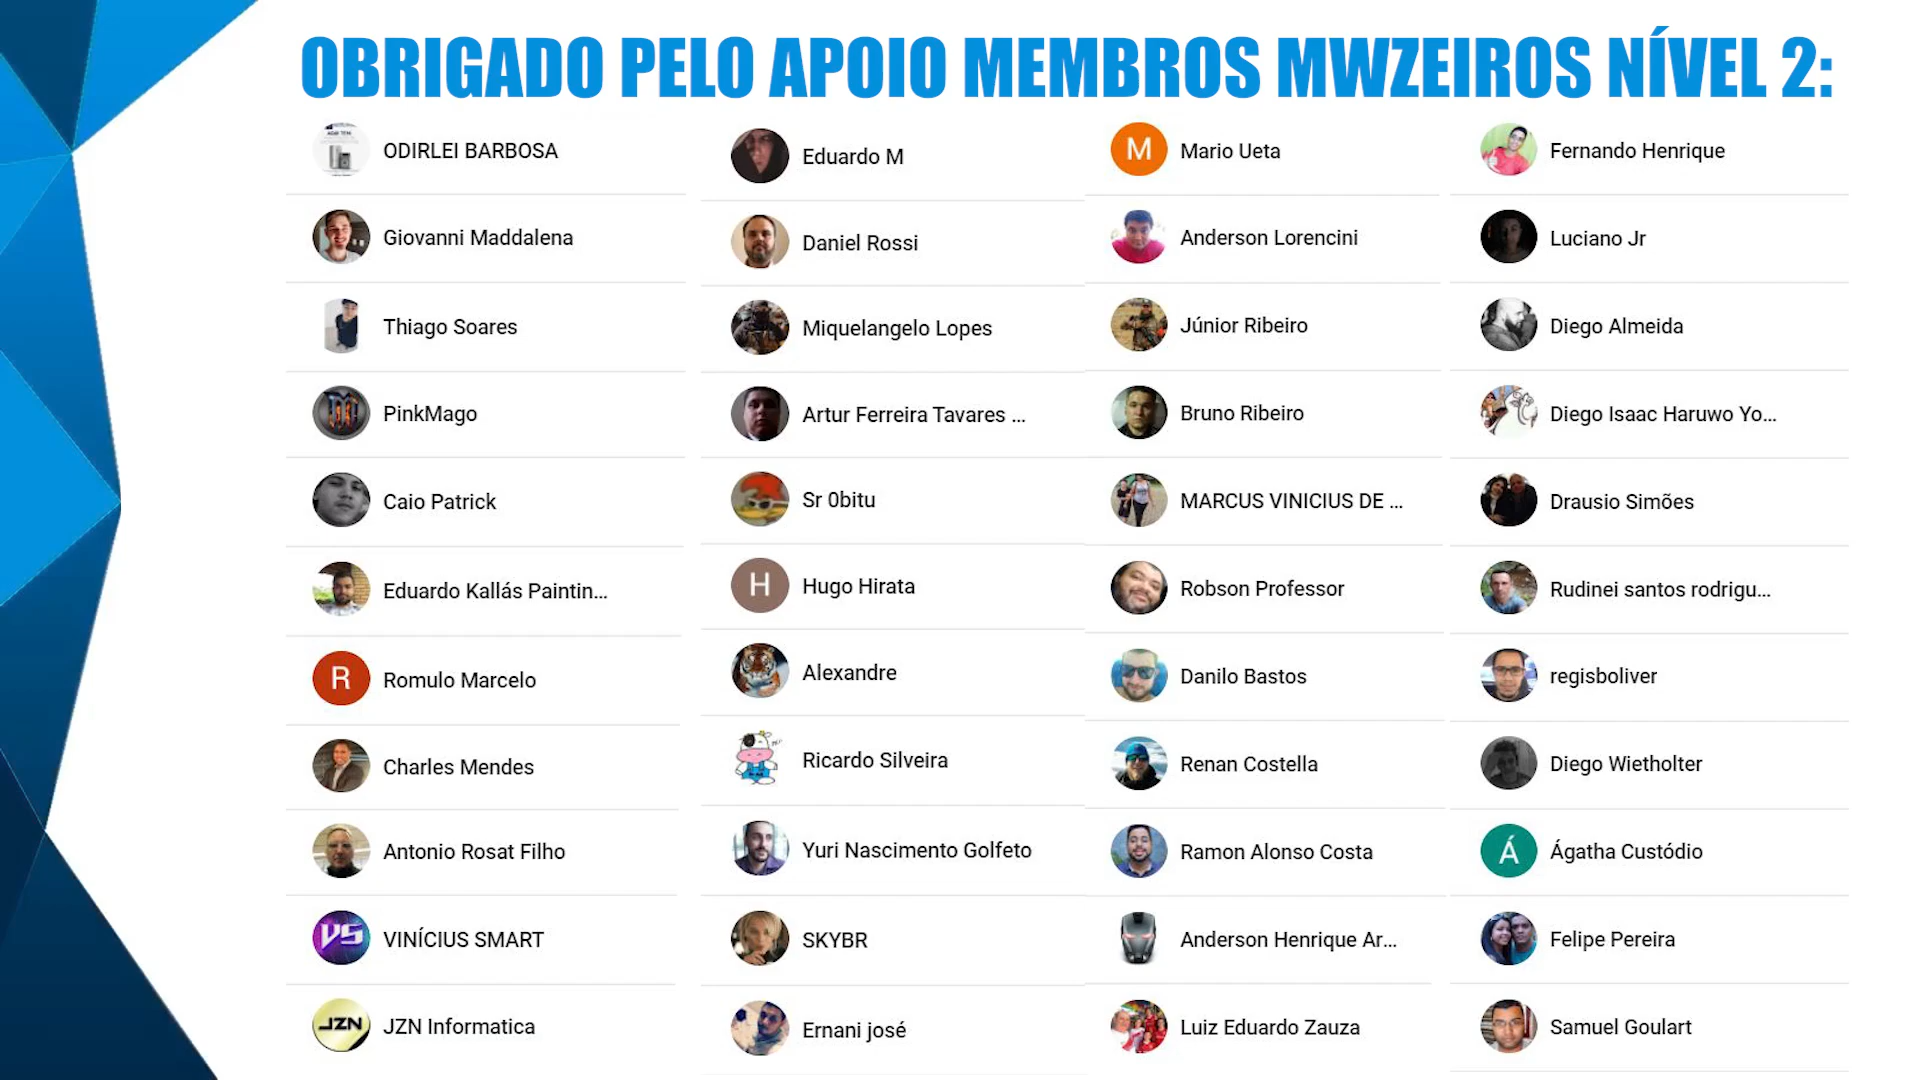 OBRIGADO PELO APOIO MEMBROS MWZEIROS NÍVEL 2:
ODIRLEI BARBOSA
Giovanni Maddalena
Thiago Soares
PinkMago
Caio Patrick
Eduardo Kallás Paintin...
R
Romulo Marcelo
Charles Mendes
Antonio Rosat Filho
VS
VINÍCIUS SMART
JZN
JZN Informatica
Eduardo M
Daniel Rossi
Miquelangelo Lopes
Artur Ferreira Tavares ...
Sr 0bitu
H
Hugo Hirata
Alexandre
Ricardo Silveira
Yuri Nascimento Golfeto
SKYBR
Ernani josé
M
Mario Ueta
Anderson Lorencini
Júnior Ribeiro
Bruno Ribeiro
MARCUS VINICIUS DE ...
Robson Professor
Danilo Bastos
Renan Costella
Ramon Alonso Costa
Anderson Henrique Ar...
Luiz Eduardo Zauza
Fernando Henrique
Luciano Jr
Diego Almeida
Diego Isaac Haruwo Yo...
Drausio Simões
Rudinei santos rodrigu...
regisboliver
Diego Wietholter
Á
Ágatha Custódio
Felipe Pereira
Samuel Goulart